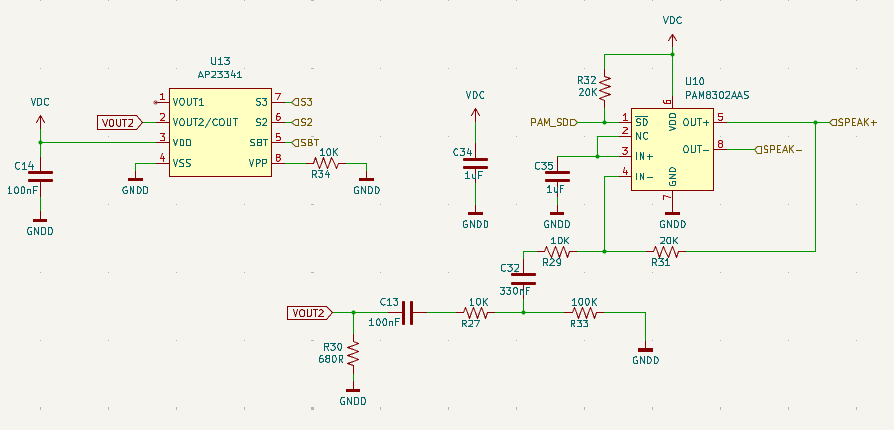 VDC
U13
AP23341
1 VOUT1 S3 7 S3
VOUT2 2 VOUT2/COUT S2 6 S2
3 VDD SBT 5 SBT
4 VSS VPP 8
C14
100nF
GNDD
GNDD
10K
R34
GNDD
VDC
C34
1uF
GNDD
VDC
R32
20K
U10
PAM8302AAS
6
VDD
PAM_SD 1 SD OUT+ 5 SPEAK+
2 NC
3 IN+ OUT- 8 SPEAK-
4 IN-
GND
7
C35
1uF
GNDD
GNDD
10K
R29
20K
R31
C32
330nF
VOUT2
C13
100nF
10K
R27
100K
R33
GNDD
R30
680R
GNDD